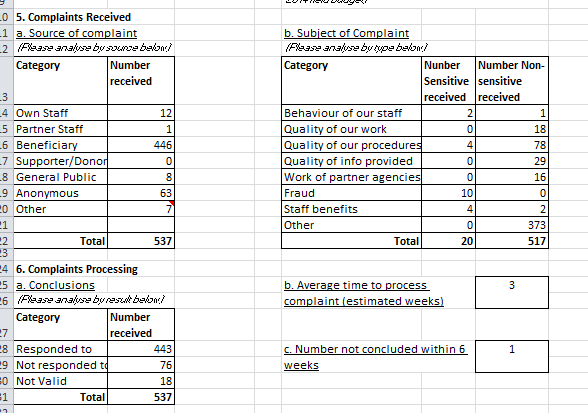 5. Complaints Received
a. Source of complaint b. Subject of Complaint
(Please analyse by source below) (Please analyse by type below)
Category Number received Category Nunber Sensitive received Number Non-sensitive received
Own Staff 12 Behaviour of our staff 2 1
Partner Staff 1 Quality of our work 0 18
Beneficiary 446 Quality of our procedures 4 78
Supporter/Donor 0 Quality of info provided 0 29
General Public 8 Work of partner agencies 0 16
Anonymous 63 Fraud 10 0
Other 7 Staff benefits 4 2
Other 0 373
Total 537 Total 20 517
6. Complaints Processing
a. Conclusions b. Average time to process complaint (estimated weeks) 3
(Please analyse by result below)
Category Number received
Responded to 443 c. Number not concluded within 6 weeks 1
Not responded to 76
Not Valid 18
Total 537